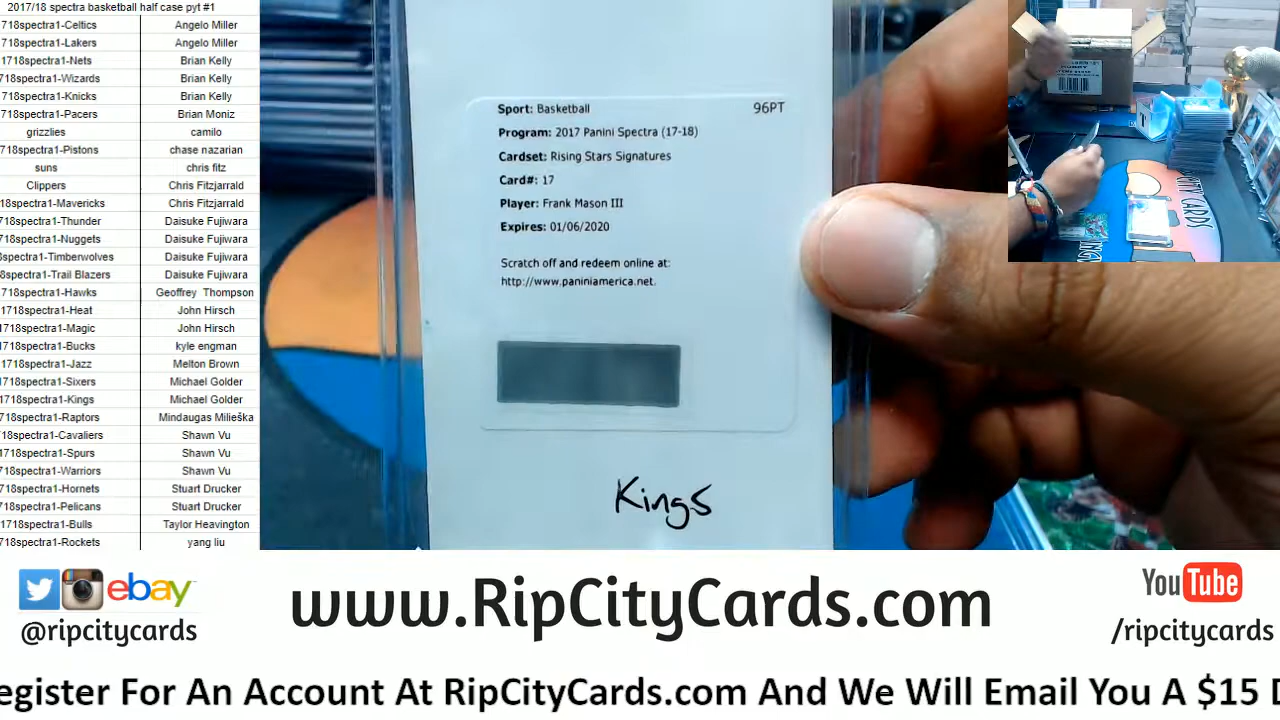 2017/18 spectra basketball half case pyt #1
718spectra1-Celtics Angelo Miller
718spectra1-Lakers Angelo Miller
1718spectra1-Nets Brian Kelly
718spectra1-Wizards Brian Kelly
718spectra1-Knicks Brian Kelly
718spectra1-Pacers Brian Moniz
grizzlies camilo
718spectra1-Pistons chase nazarian
suns chris fitz
Clippers Chris Fitzjarrald
18spectra1-Mavericks Chris Fitzjarrald
718spectra1-Thunder Daisuke Fujiwara
718spectra1-Nuggets Daisuke Fujiwara
8spectra1-Timberwolves Daisuke Fujiwara
8spectra1-Trail Blazers Daisuke Fujiwara
718spectra1-Hawks Geoffrey Thompson
1718spectra1-Heat John Hirsch
1718spectra1-Magic John Hirsch
718spectra1-Bucks kyle engman
1718spectra1-Jazz Melton Brown
718spectra1-Sixers Michael Golder
718spectra1-Kings Michael Golder
718spectra1-Raptors Mindaugas Milieška
18spectra1-Cavaliers Shawn Vu
718spectra1-Spurs Shawn Vu
718spectra1-Warriors Shawn Vu
718spectra1-Hornets Stuart Drucker
718spectra1-Pelicans Stuart Drucker
1718spectra1-Bulls Taylor Heavington
718spectra1-Rockets yang liu
Sport: Basketball 96PT
Program: 2017 Panini Spectra (17-18)
Cardset: Rising Stars Signatures
Card#: 17
Player: Frank Mason III
Expires: 01/06/2020
Scratch off and redeem online at:
http://www.paniniamerica.net.
Kings
CITY CARDS
ebay
@ripcitycards
www.RipCityCards.com
YouTube
/ripcitycards
egister For An Account At RipCityCards.com And We Will Email You A $15 D